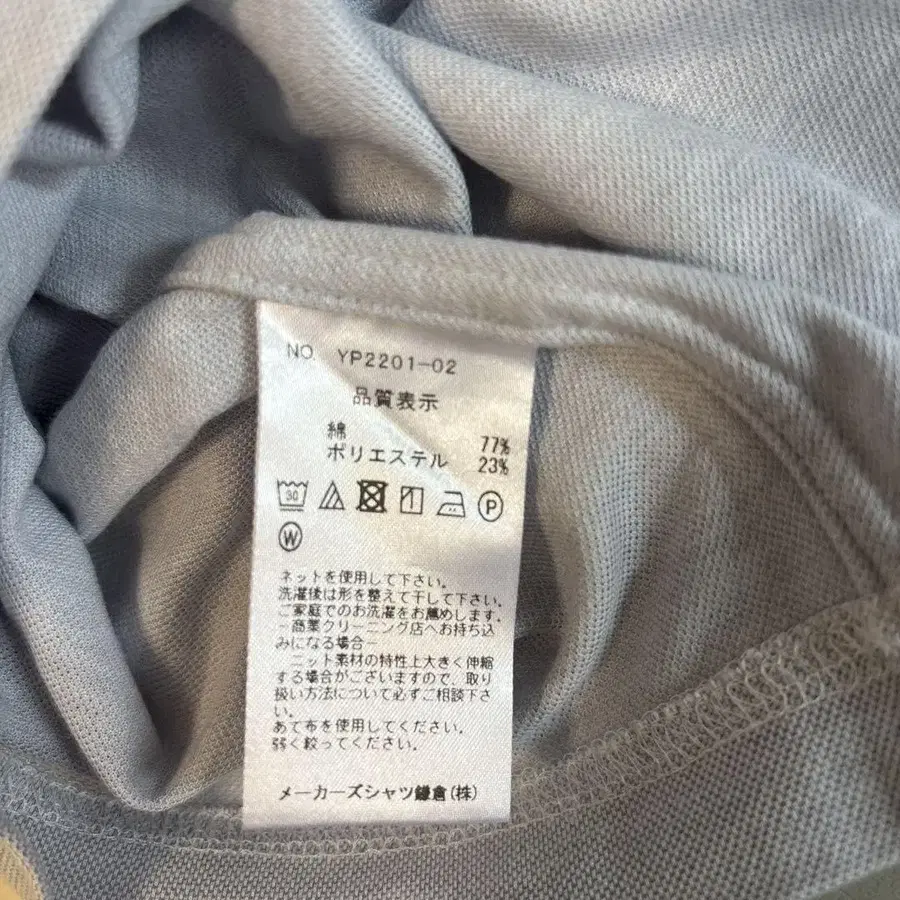 NO. YP2201-02
品質表示
綿 77%
ポリエステル 23%
30 P
W
ネットを使用して下さい。
洗濯後は形を整えて干して下さい。
ご家庭でのお洗濯をお薦めします。
-商業クリーニング店へお持ち込
みになる場合-
ニット素材の特性上大きく伸縮
する場合がございますので、取り
扱い方法について必ずご相談下さ
い。
あて布を使用してください。
弱く絞ってください。
メーカーズシャツ鎌倉(株)